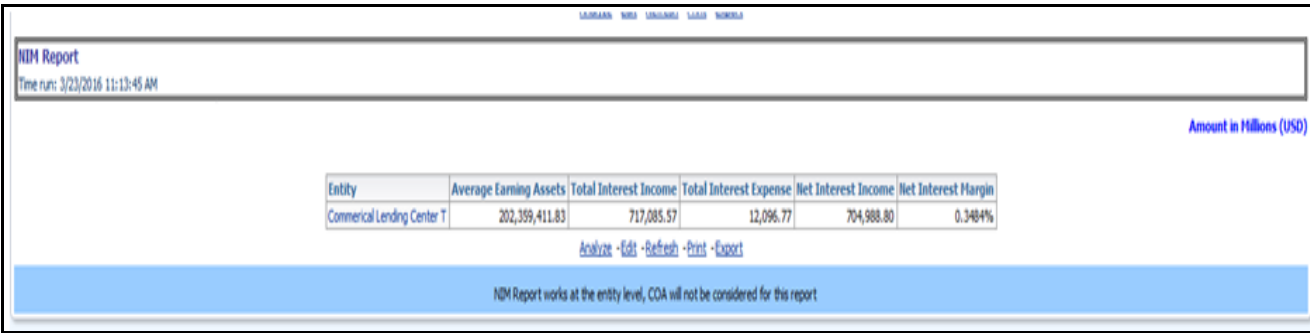 NIM Report
Time run: 3/23/2016 11:13:45 AM
Amount in Millions (USD)
Entity Average Earning Assets Total Interest Income Total Interest Expense Net Interest Income Net Interest Margin
Commerical Lending Center T 202,359,411.83 717,085.57 12,096.77 704,988.80 0.3484%
Analyze - Edit - Refresh - Print - Export
NIM Report works at the entity level, COA will not be considered for this report